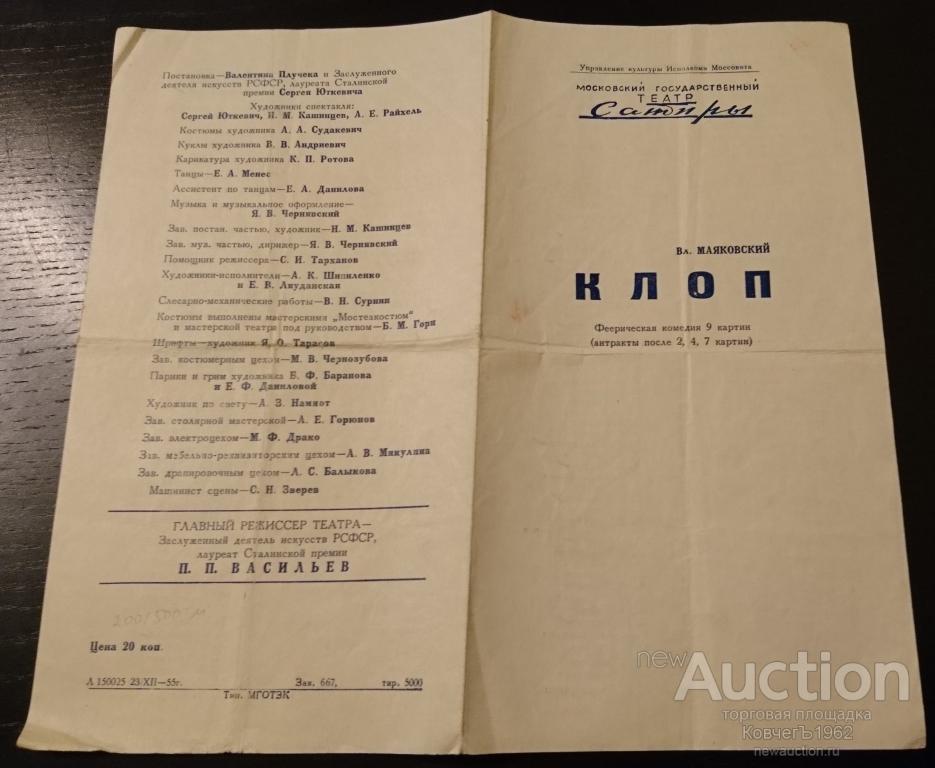 Постановка—Валентина Плучека и Заслуженного
деятеля искусств РСФСР, лауреата Сталинской
премии Сергея Юткевича
Художники спектакля:
Сергей Юткевич, И. М. Кашинцев, А. Е. Райхель
Костюмы художника А. А. Судакевич
Куклы художника В. В. Андриевич
Карикатура художника К. П. Ротова
Танцы—Е. А. Менес
Ассистент по танцам—Е. А. Данилова
Музыка и музыкальное оформление—
Я. В. Чернявский
Зав. постан. частью, художник—И. М. Кашинцев
Зав. муз. частью, дирижер—Я. В. Чернявский
Помощник режиссера—С. И. Тарханов
Художники-исполнители—А. К. Шипиленко
и Е. В. Лиуданская
Слесарно-механические работы—В. Н. Сурнин
Костюмы выполнены мастерскими „Мостеакостюм"
и мастерской театра под руководством—Б. М. Гори
Шрифты—художник Я. О. Тарасов
Зав. костюмерным цехом—М. В. Чернозубова
Парики и грим художника Б. Ф. Баранова
и Е. Ф. Даниловой
Художник по свету—А. З. Намиот
Зав. столярной мастерской—А. Е. Горюнов
Зав. электроцехом—М. Ф. Драко
Зав. мебельно-реквизиторским цехом—А. В. Микулина
Зав. драпировочным цехом—А. С. Балыкова
Машинист сцены—С. Н. Зверев
ГЛАВНЫЙ РЕЖИССЕР ТЕАТРА—
Заслуженный деятель искусств РСФСР,
лауреат Сталинской премии
П. П. ВАСИЛЬЕВ
Цена 20 коп.
Л 150025 23/XII—55г. Зак. 667, тир. 5000
Тип. МГОТЭК
Управление культуры Исполкома Моссовета
МОСКОВСКИЙ ГОСУДАРСТВЕННЫЙ
ТЕАТР
Сатиры
Вл. МАЯКОВСКИЙ
КЛОП
Феерическая комедия 9 картин
(антракты после 2, 4, 7 картин)
new Auction
торговая площадка
КовчегЪ1962
newauction.ru